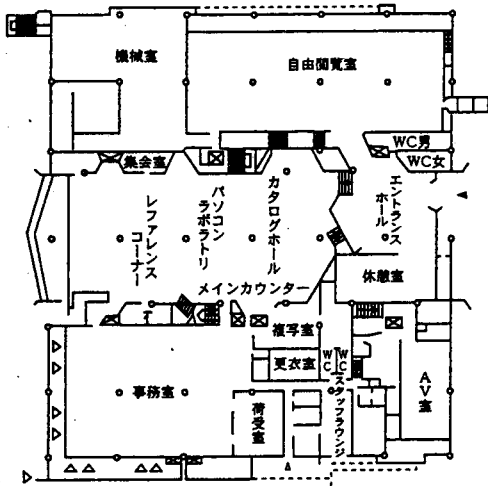 機械室
自由閲覧室
WC男
WC女
集会室
エントランス
ホール
カタログホール
パソコン
ラボラトリ
レファレンス
コーナー
メインカウンター
休憩室
複写室
更衣室
WC
WC
事務室
荷受室
スタッフラウンジ
AV室